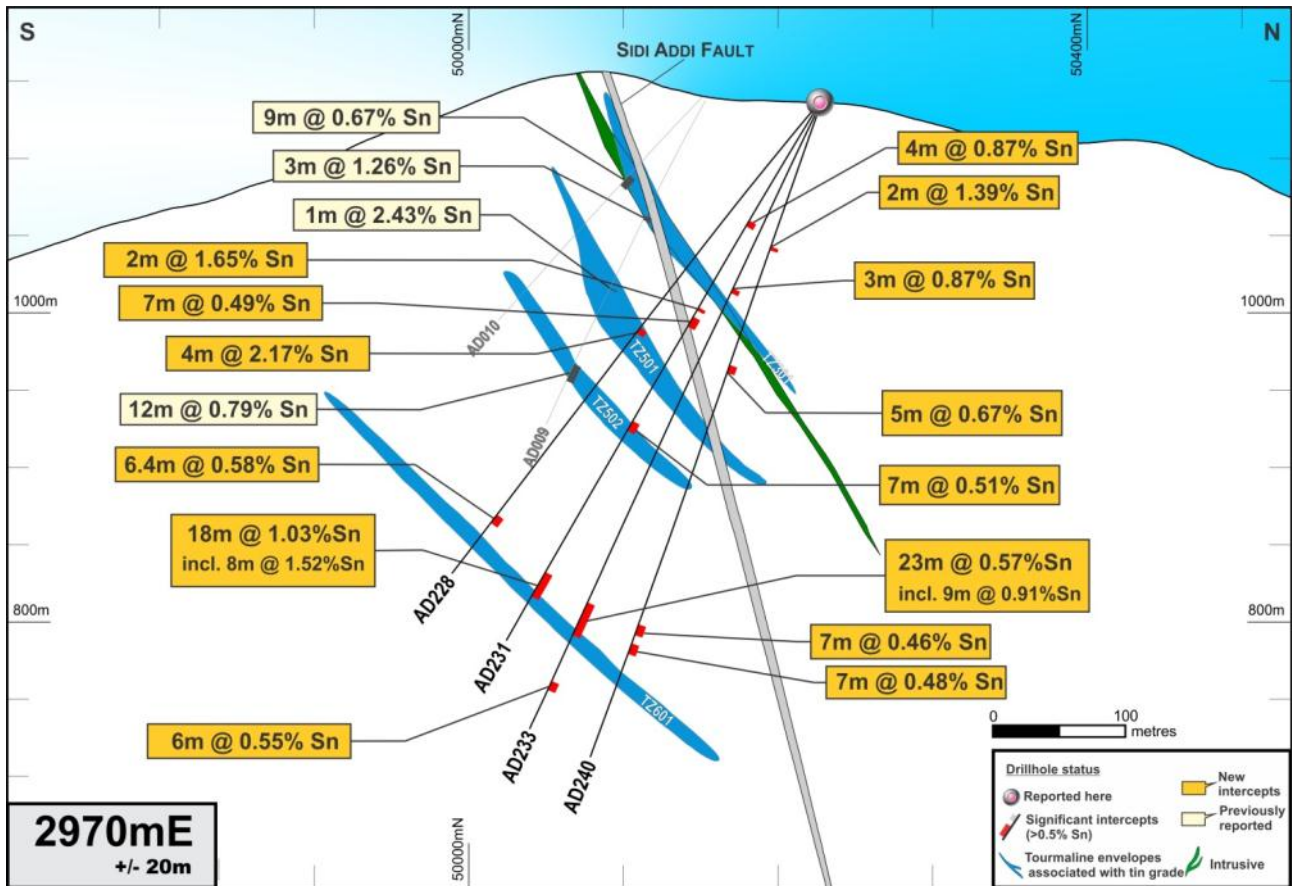 S
50000mN
50400mN
N
SIDI ADDI FAULT
9m @ 0.67% Sn
3m @ 1.26% Sn
1m @ 2.43% Sn
2m @ 1.65% Sn
7m @ 0.49% Sn
4m @ 2.17% Sn
12m @ 0.79% Sn
6.4m @ 0.58% Sn
18m @ 1.03%Sn
incl. 8m @ 1.52%Sn
6m @ 0.55% Sn
4m @ 0.87% Sn
2m @ 1.39% Sn
3m @ 0.87% Sn
5m @ 0.67% Sn
7m @ 0.51% Sn
23m @ 0.57%Sn
incl. 9m @ 0.91%Sn
7m @ 0.46% Sn
7m @ 0.48% Sn
1000m
1000m
800m
800m
AD010
AD009
TZ501
TZ301
TZ502
TZ601
AD228
AD231
AD233
AD240
50000mN
2970mE
+/- 20m
0
100
metres
Drillhole status
Reported here
Significant intercepts
(>0.5% Sn)
Tourmaline envelopes
associated with tin grade
New
intercepts
Previously
reported
Intrusive